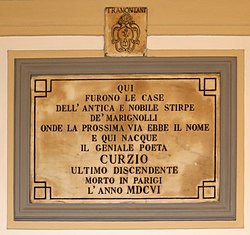 TRAMONTANI
QUI
FURONO LE CASE
DELL' ANTICA E NOBILE STIRPE
DE' MARIGNOLLI
ONDE LA PROSSIMA VIA EBBE IL NOME
E QUI NACQUE
IL GENIALE POETA
CURZIO
ULTIMO DISCENDENTE
MORTO IN PARIGI
L'ANNO MDCVI